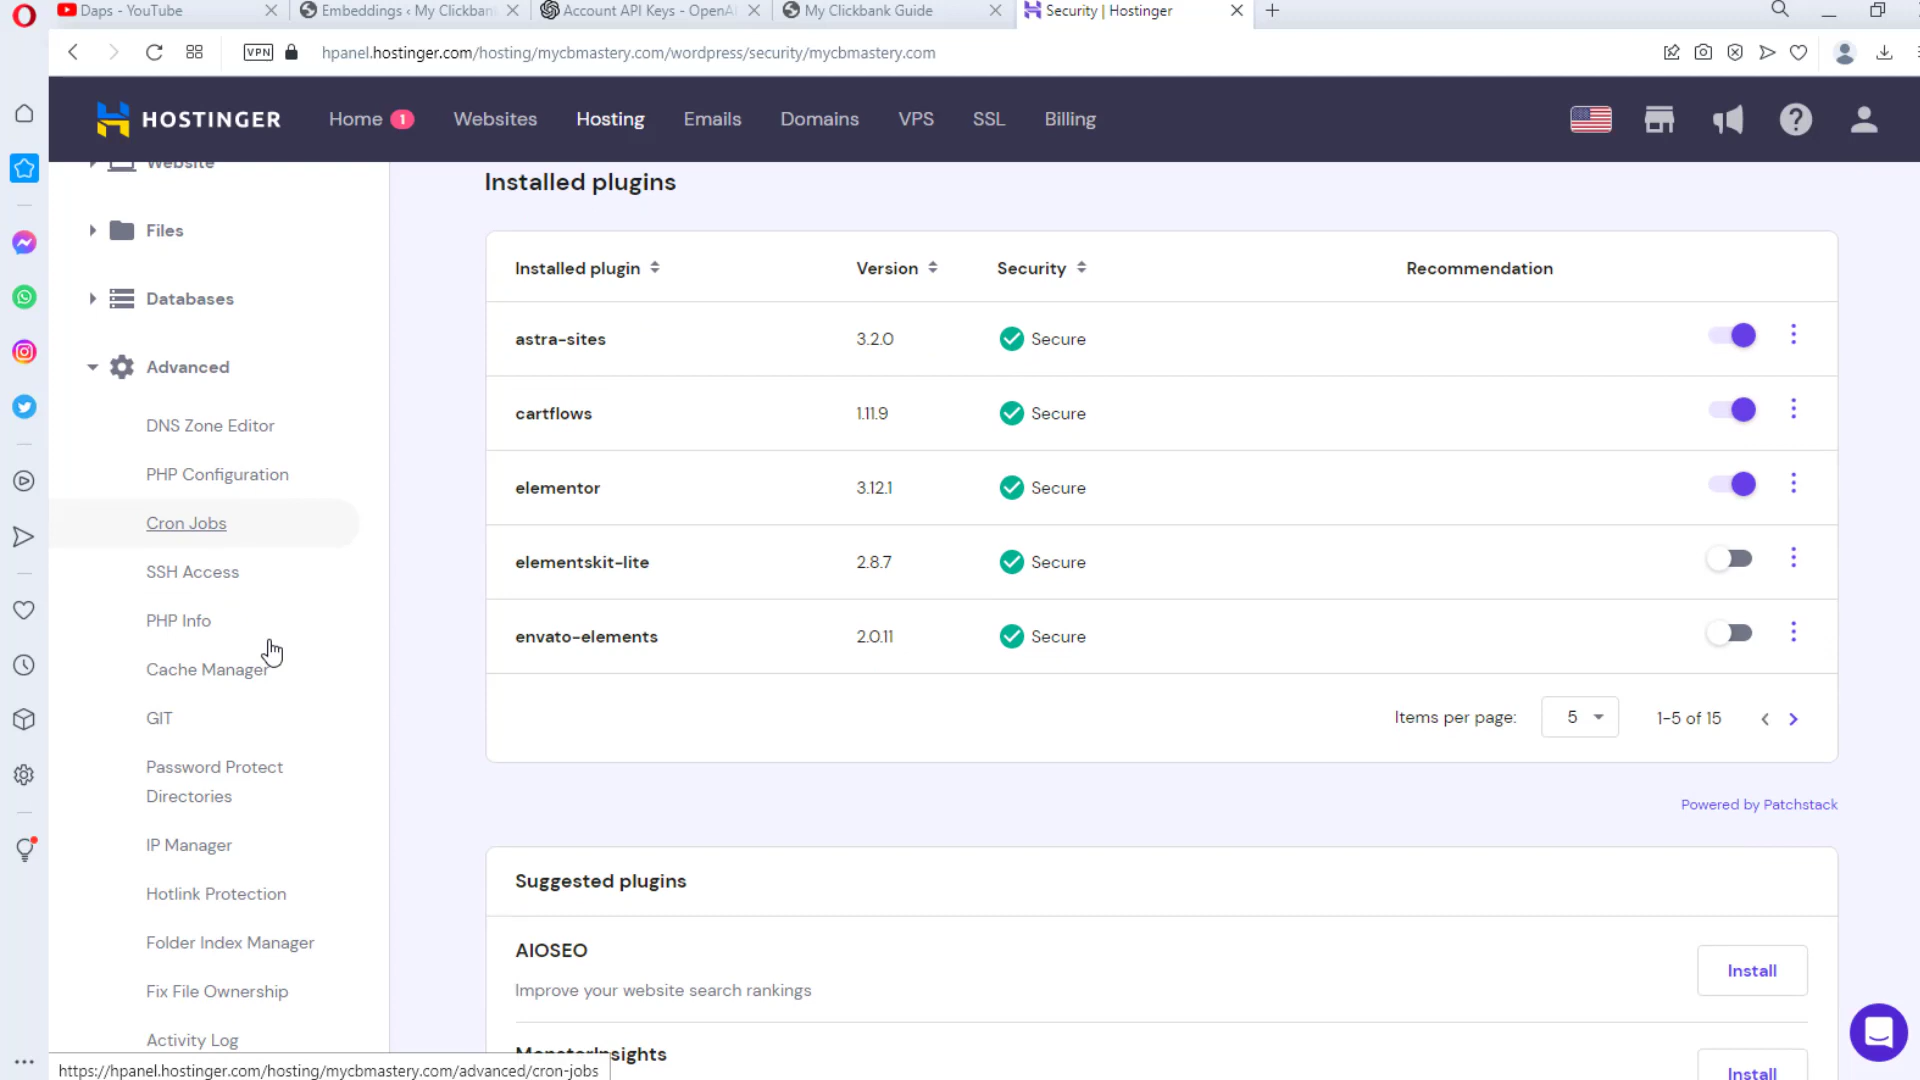 Daps - YouTube
Embeddings ‹ My Clickban
Account API Keys - OpenAI
My Clickbank Guide
Security | Hostinger
VPN
hpanel.hostinger.com/hosting/mycbmastery.com/wordpress/security/mycbmastery.com
HOSTINGER
Home 1
Websites
Hosting
Emails
Domains
VPS
SSL
Billing
Website
Files
Databases
Advanced
DNS Zone Editor
PHP Configuration
Cron Jobs
SSH Access
PHP Info
Cache Manager
GIT
Password Protect
Directories
IP Manager
Hotlink Protection
Folder Index Manager
Fix File Ownership
Activity Log
Installed plugins
Installed plugin Version Security Recommendation
astra-sites 3.2.0 Secure
cartflows 1.11.9 Secure
elementor 3.12.1 Secure
elementskit-lite 2.8.7 Secure
envato-elements 2.0.11 Secure
Items per page: 5 1-5 of 15
Powered by Patchstack
Suggested plugins
AIOSEO
Improve your website search rankings
Install
MonsterInsights
Install
https://hpanel.hostinger.com/hosting/mycbmastery.com/advanced/cron-jobs